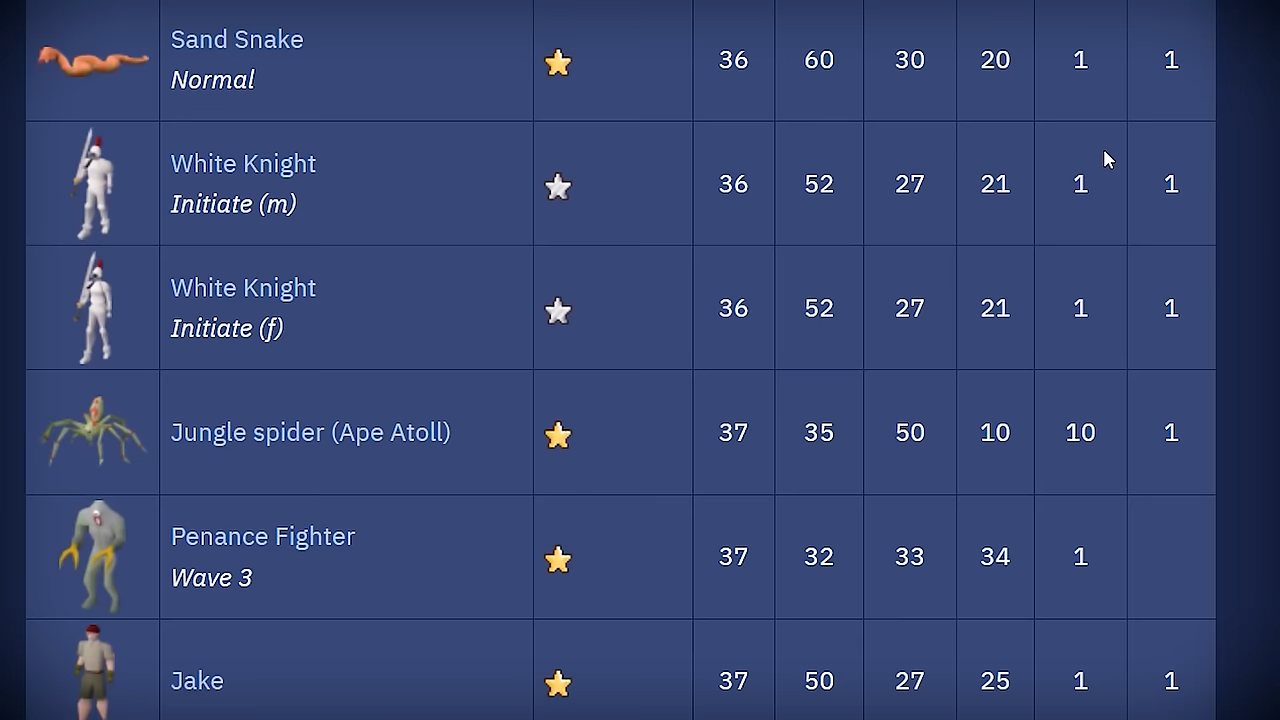 Sand Snake
Normal
36 60 30 20 1 1
White Knight
Initiate (m)
36 52 27 21 1 1
White Knight
Initiate (f)
36 52 27 21 1 1
Jungle spider (Ape Atoll)
37 35 50 10 10 1
Penance Fighter
Wave 3
37 32 33 34 1
Jake
37 50 27 25 1 1